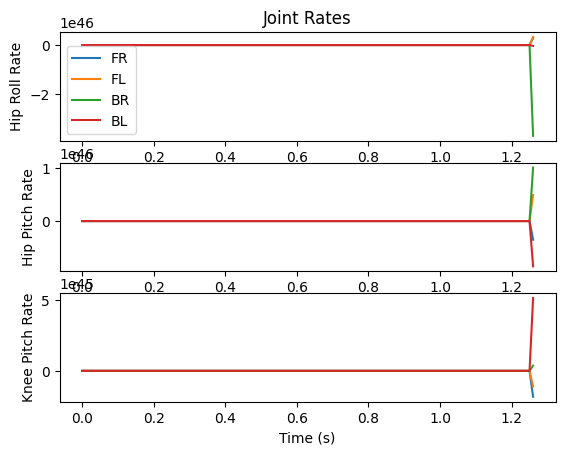 Joint Rates
1e46
Hip Roll Rate
0
−2
FR
FL
BR
BL
0.0 0.2 0.4 0.6 0.8 1.0 1.2
1e46
Hip Pitch Rate
1
0
0.0 0.2 0.4 0.6 0.8 1.0 1.2
1e45
Knee Pitch Rate
5
0
0.0 0.2 0.4 0.6 0.8 1.0 1.2
Time (s)